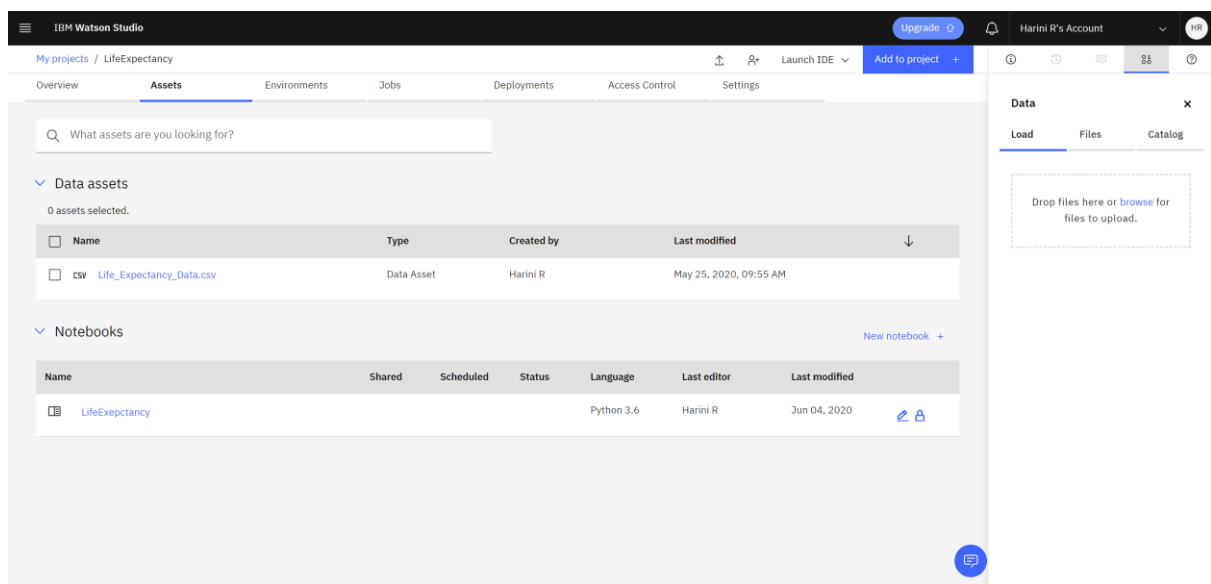 IBM Watson Studio
Upgrade
Harini R's Account
HR
My projects / LifeExpectancy
Launch IDE
Add to project +
Overview
Assets
Environments
Jobs
Deployments
Access Control
Settings
Data
Load
Files
Catalog
Drop files here or browse for
files to upload.
What assets are you looking for?
Data assets
0 assets selected.
Name Type Created by Last modified
CSV Life_Expectancy_Data.csv Data Asset Harini R May 25, 2020, 09:55 AM
Notebooks
New notebook +
Name Shared Scheduled Status Language Last editor Last modified
LifeExepctancy Python 3.6 Harini R Jun 04, 2020